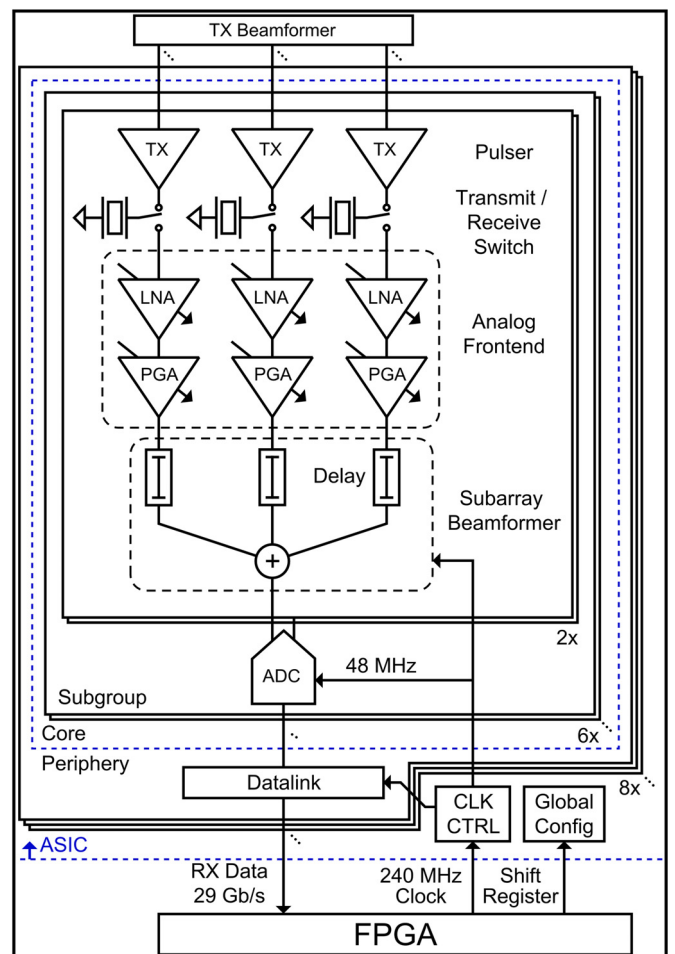 TX Beamformer
TX
TX
TX
Pulser
Transmit /
Receive
Switch
LNA
LNA
LNA
Analog
Frontend
PGA
PGA
PGA
Delay
Subarray
Beamformer
+
2x
ADC
48 MHz
Subgroup
Core
6x
Periphery
Datalink
8x
CLK
CTRL
Global
Config
ASIC
RX Data
29 Gb/s
240 MHz
Clock
Shift
Register
FPGA